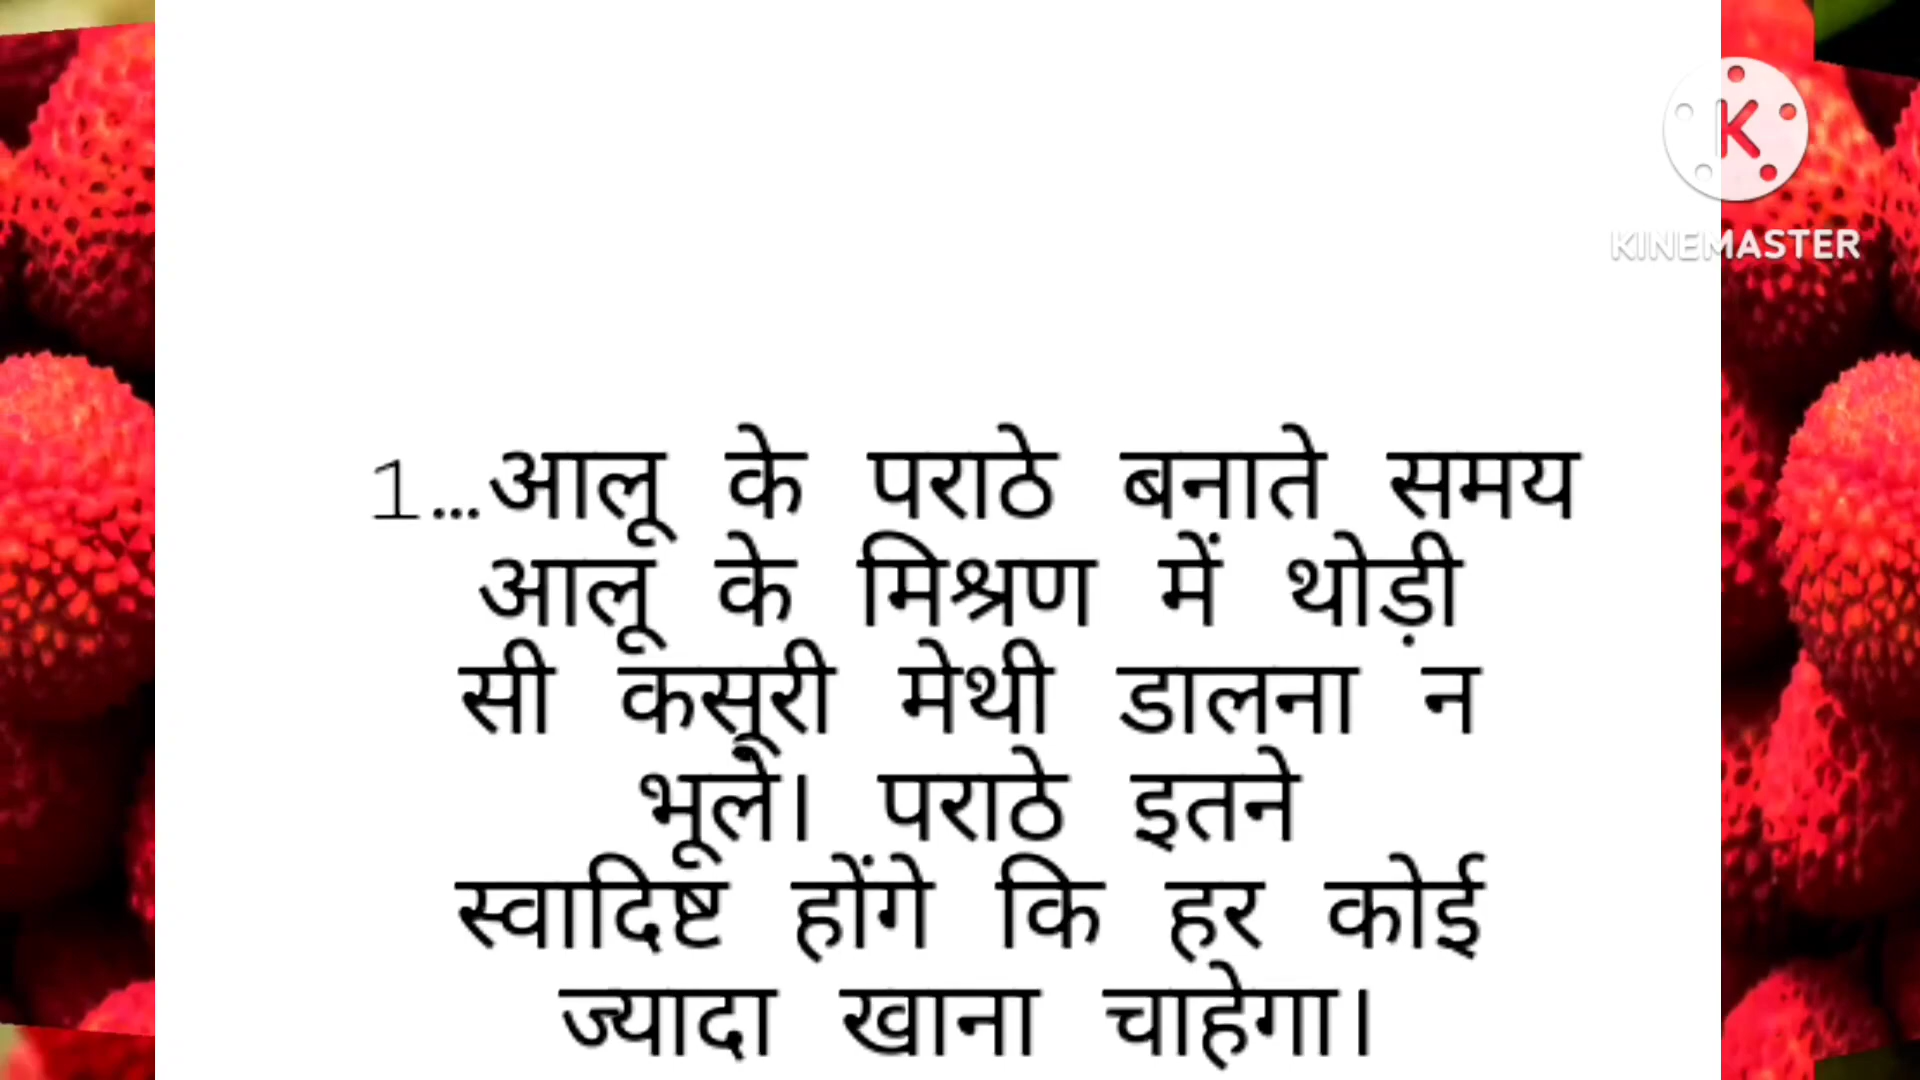 K
KINEMASTER
1...आलू के पराठे बनाते समय
आलू के मिश्रण में थोड़ी
सी कसूरी मेथी डालना न
भूले। पराठे इतने
स्वादिष्ट होंगे कि हर कोई
ज्यादा खाना चाहेगा।